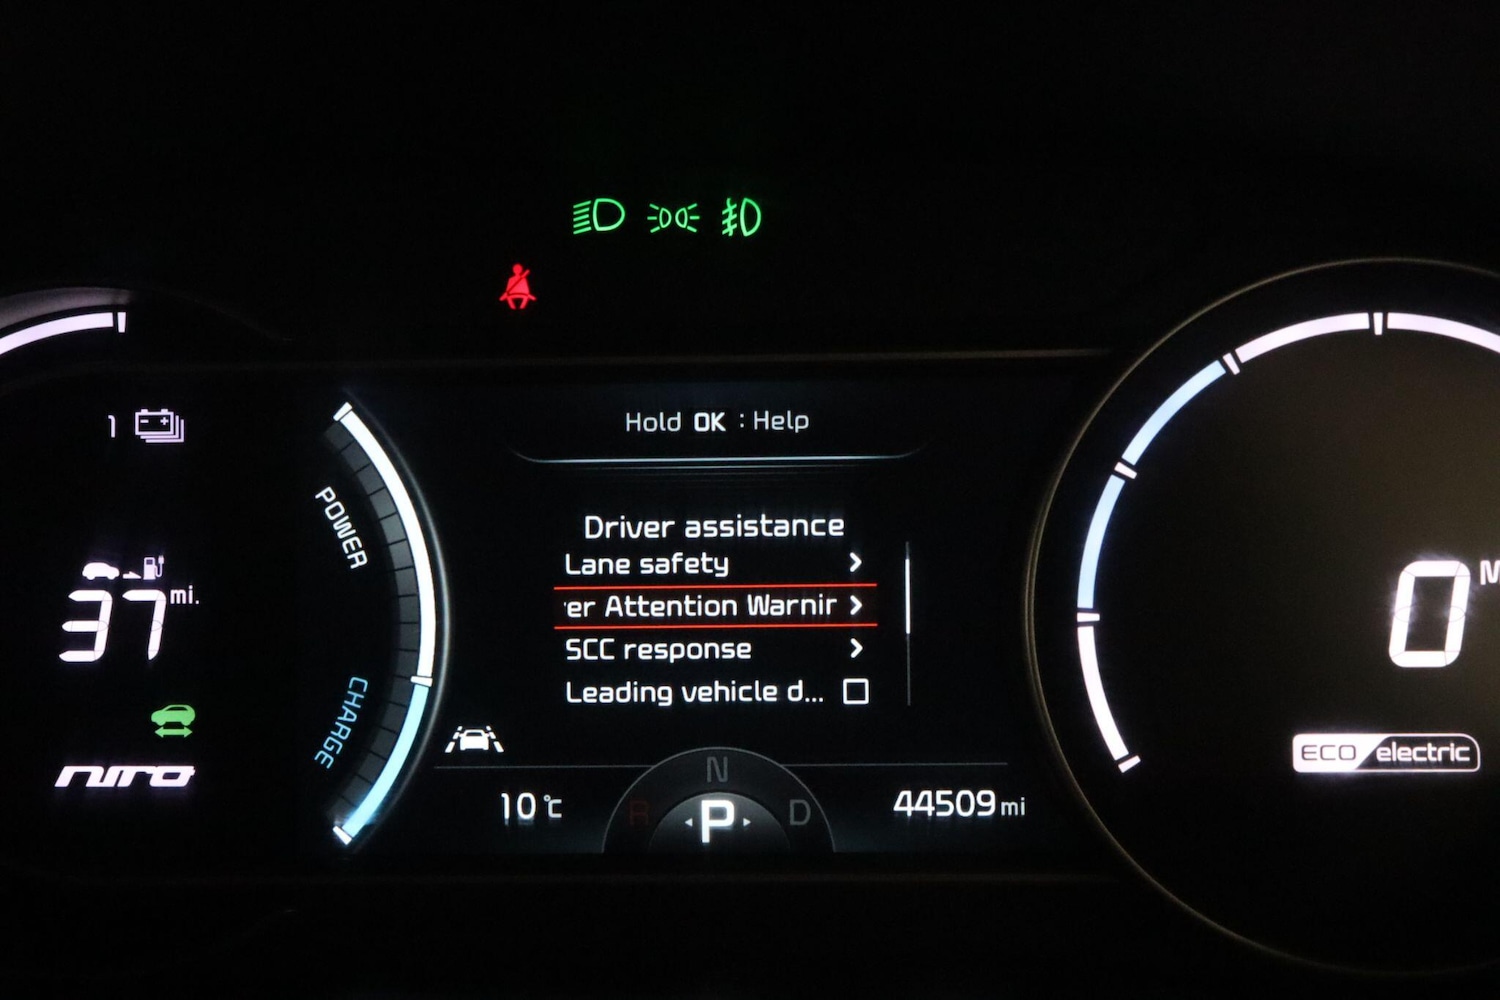 1
Hold OK : Help
POWER
Driver assistance
Lane safety
er Attention Warnin
SCC response
Leading vehicle d...
37 mi.
0 M
CHARGE
niro
ECO electric
N
10°C
R P D
44509 mi